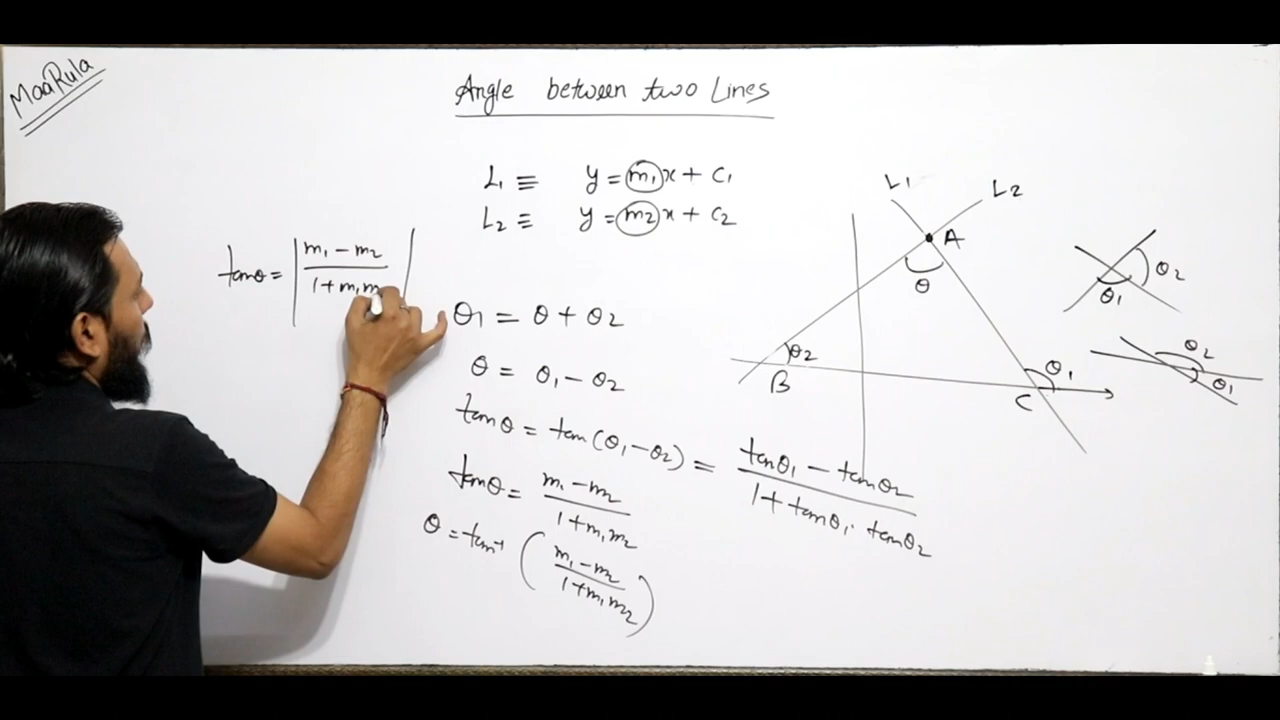 MaaRula
Angle between two Lines
L₁ ≡ y = m₁x + c₁
L₂ ≡ y = m₂x + c₂
tanθ = | m₁ - m₂ / 1 + m₁m |
θ₁ = θ + θ₂
θ = θ₁ - θ₂
tanθ = tan(θ₁ - θ₂) = tanθ₁ - tanθ₂ / 1 + tanθ₁ . tanθ₂
tanθ = m₁ - m₂ / 1 + m₁m₂
θ = tan⁻¹ ( m₁ - m₂ / 1 + m₁m₂ )
L₁
L₂
A
θ
θ₂
B
θ₁
C
θ₂
θ₁
θ₂
θ₁